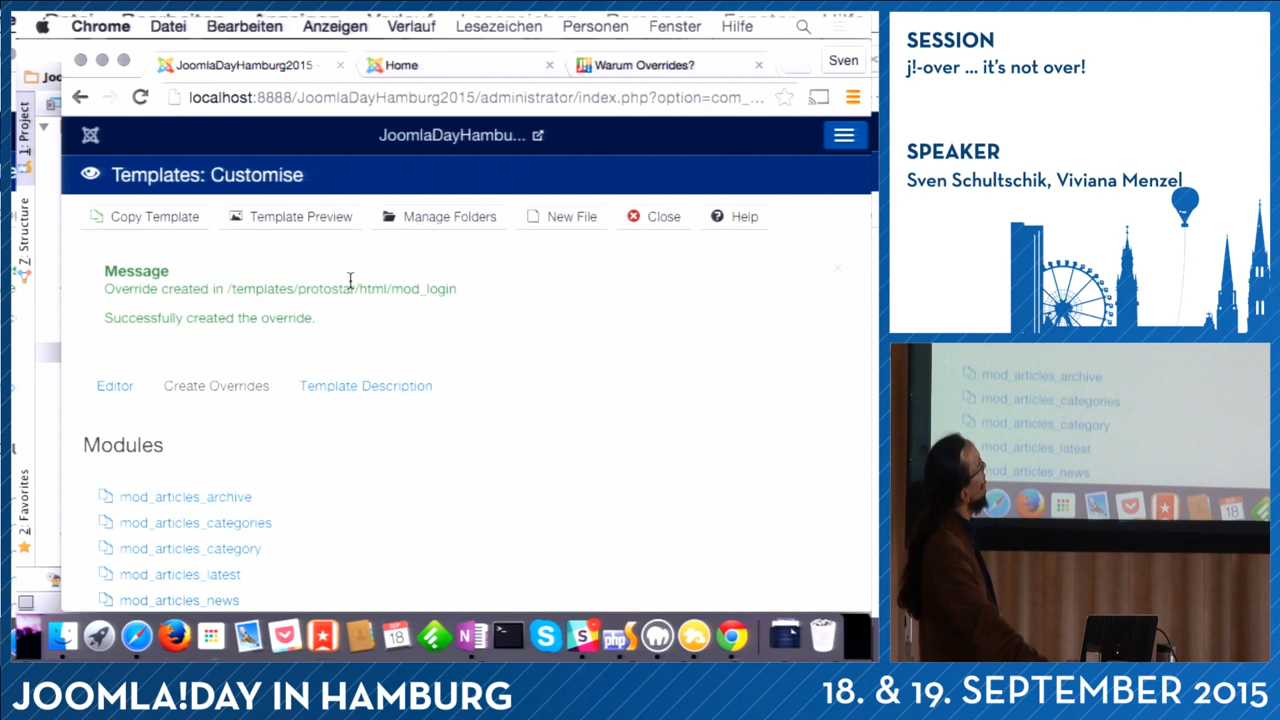 Chrome Datei Bearbeiten Anzeigen Verlauf Lesezeichen Personen Fenster Hilfe
JoomlaDayHamburg2015 Home Warum Overrides? Sven
localhost:8888/JoomlaDayHamburg2015/administrator/index.php?option=com_...
JoomlaDayHambu...
Templates: Customise
Copy Template Template Preview Manage Folders New File Close Help
Message
Override created in /templates/protostar/html/mod_login
Successfully created the override.
Editor Create Overrides Template Description
Modules
mod_articles_archive
mod_articles_categories
mod_articles_category
mod_articles_latest
mod_articles_news
1: Project
Z: Structure
2: Favorites
SEP
18
php
SESSION
j!-over ... it's not over!
SPEAKER
Sven Schultschik, Viviana Menzel
mod_articles_archive
mod_articles_categories
mod_articles_category
mod_articles_latest
mod_articles_news
18
JOOMLA!DAY IN HAMBURG
18. & 19. SEPTEMBER 2015